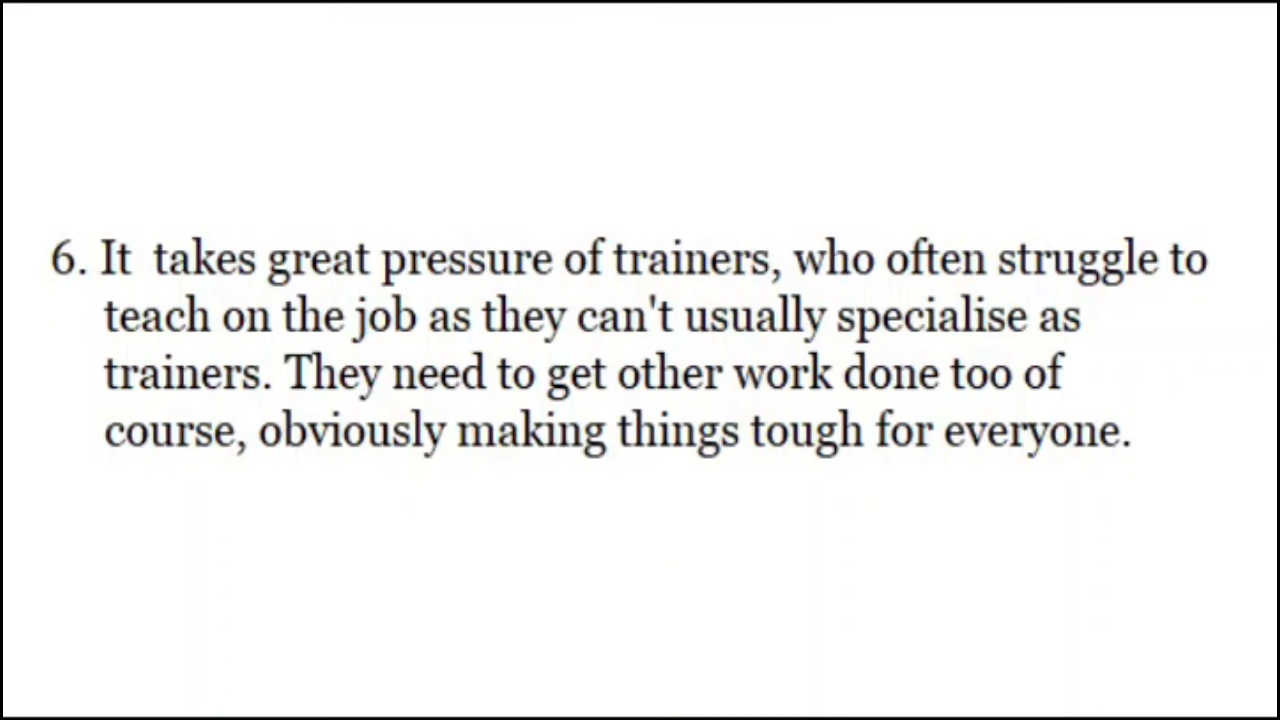 6. It  takes great pressure of trainers, who often struggle to
teach on the job as they can't usually specialise as
trainers. They need to get other work done too of
course, obviously making things tough for everyone.